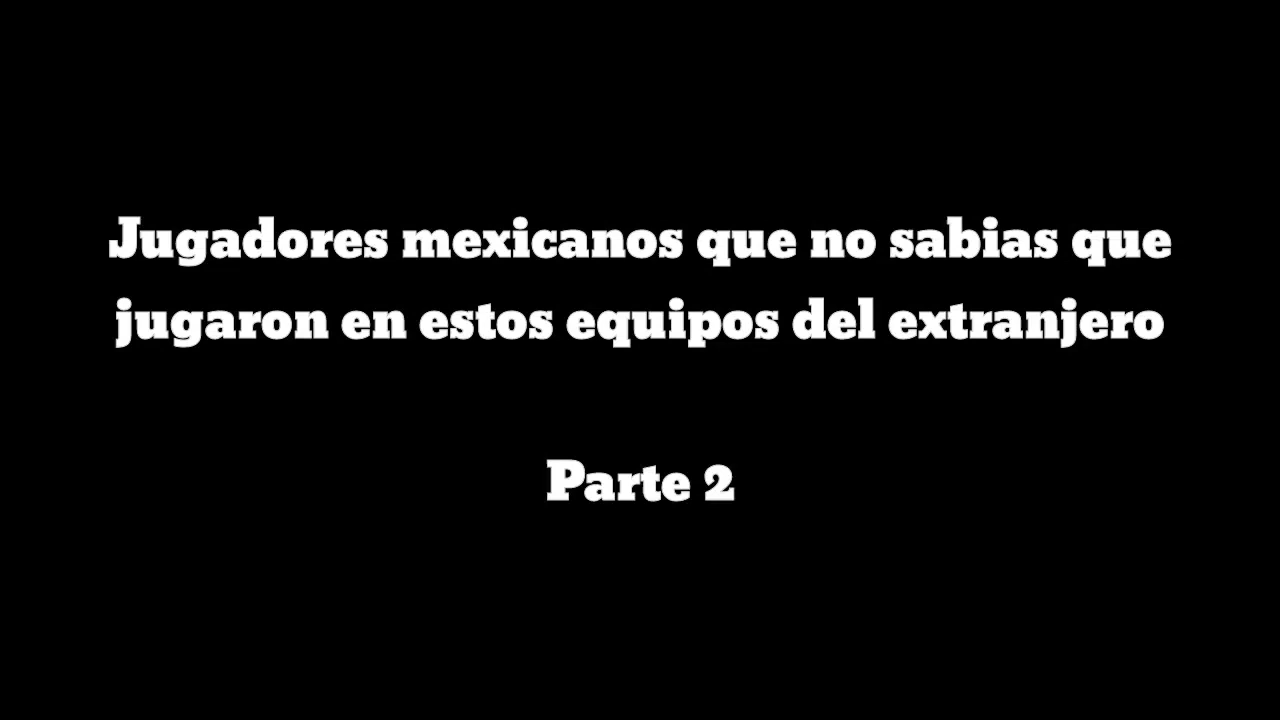 Jugadores mexicanos que no sabias que
jugaron en estos equipos del extranjero
Parte 2